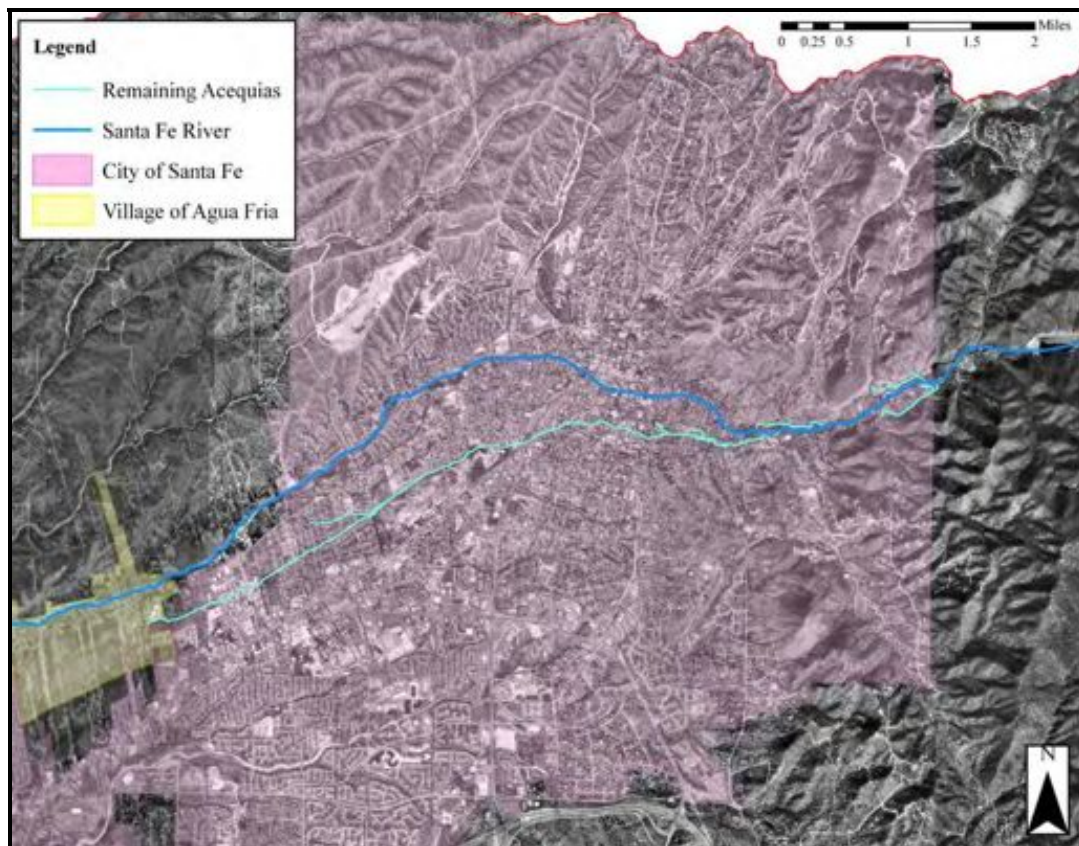 Legend
Remaining Acequias
Santa Fe River
City of Santa Fe
Village of Agua Fria
Miles
0 0.25 0.5 1 1.5 2
N